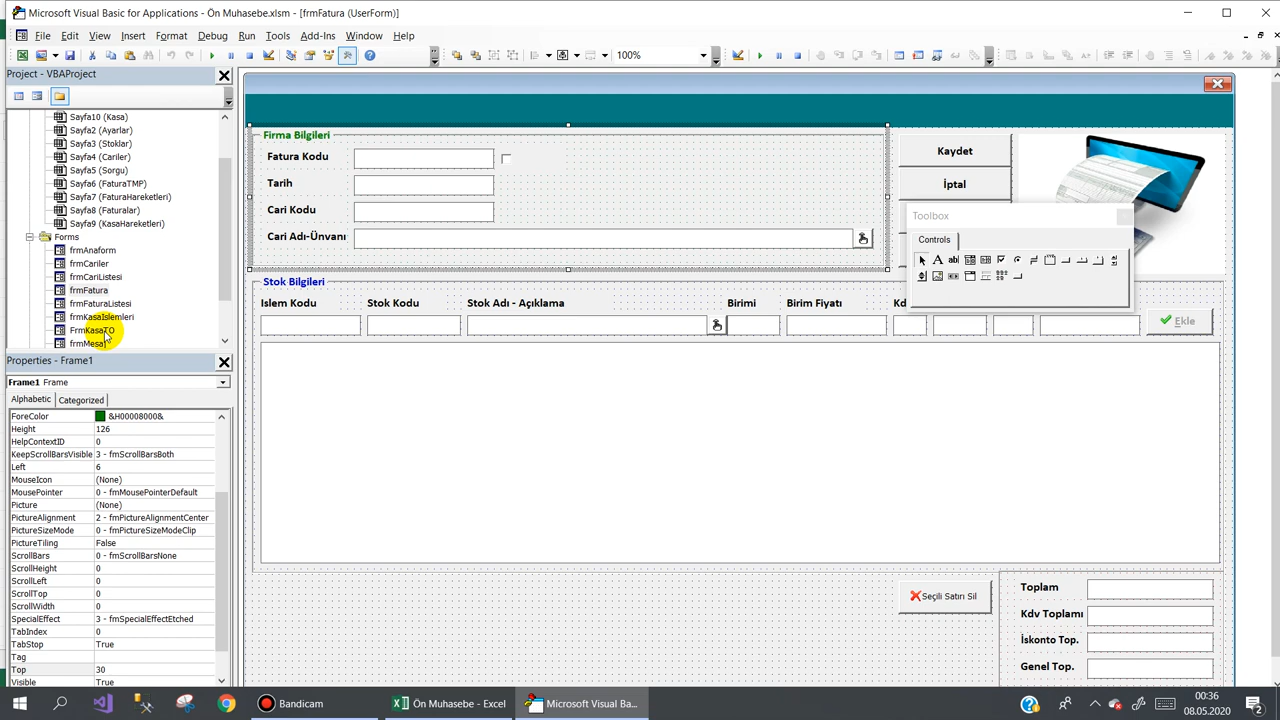 Microsoft Visual Basic for Applications - Ön Muhasebe.xlsm - [frmFatura (UserForm)]
File Edit View Insert Format Debug Run Tools Add-Ins Window Help
100%
Project - VBAProject
Sayfa10 (Kasa)
Sayfa2 (Ayarlar)
Sayfa3 (Stoklar)
Sayfa4 (Cariler)
Sayfa5 (Sorgu)
Sayfa6 (FaturaTMP)
Sayfa7 (FaturaHareketleri)
Sayfa8 (Faturalar)
Sayfa9 (KasaHareketleri)
Forms
frmAnaform
frmCariler
frmCariListesi
frmFatura
frmFaturaListesi
frmKasaIslemleri
FrmKasaTO
Properties - Frame1
Frame1 Frame
Alphabetic Categorized
ForeColor &H00008000&
Height 126
HelpContextID 0
KeepScrollBarsVisible 3 - fmScrollBarsBoth
Left 6
MouseIcon (None)
MousePointer 0 - fmMousePointerDefault
Picture (None)
PictureAlignment 2 - fmPictureAlignmentCenter
PictureSizeMode 0 - fmPictureSizeModeClip
PictureTiling False
ScrollBars 0 - fmScrollBarsNone
ScrollHeight 0
ScrollLeft 0
ScrollTop 0
ScrollWidth 0
SpecialEffect 3 - fmSpecialEffectEtched
TabIndex 0
TabStop True
Tag
Top 30
Visible True
Firma Bilgileri
Fatura Kodu
Tarih
Cari Kodu
Cari Adı-Ünvanı
Kaydet
İptal
Toolbox
Controls
Stok Bilgileri
Islem Kodu Stok Kodu Stok Adı - Açıklama Birimi Birim Fiyatı
Ekle
Seçili Satırı Sil
Toplam
Kdv Toplamı
İskonto Top.
Genel Top.
Bandicam
Ön Muhasebe - Excel
Microsoft Visual Ba...
00:36
08.05.2020
2